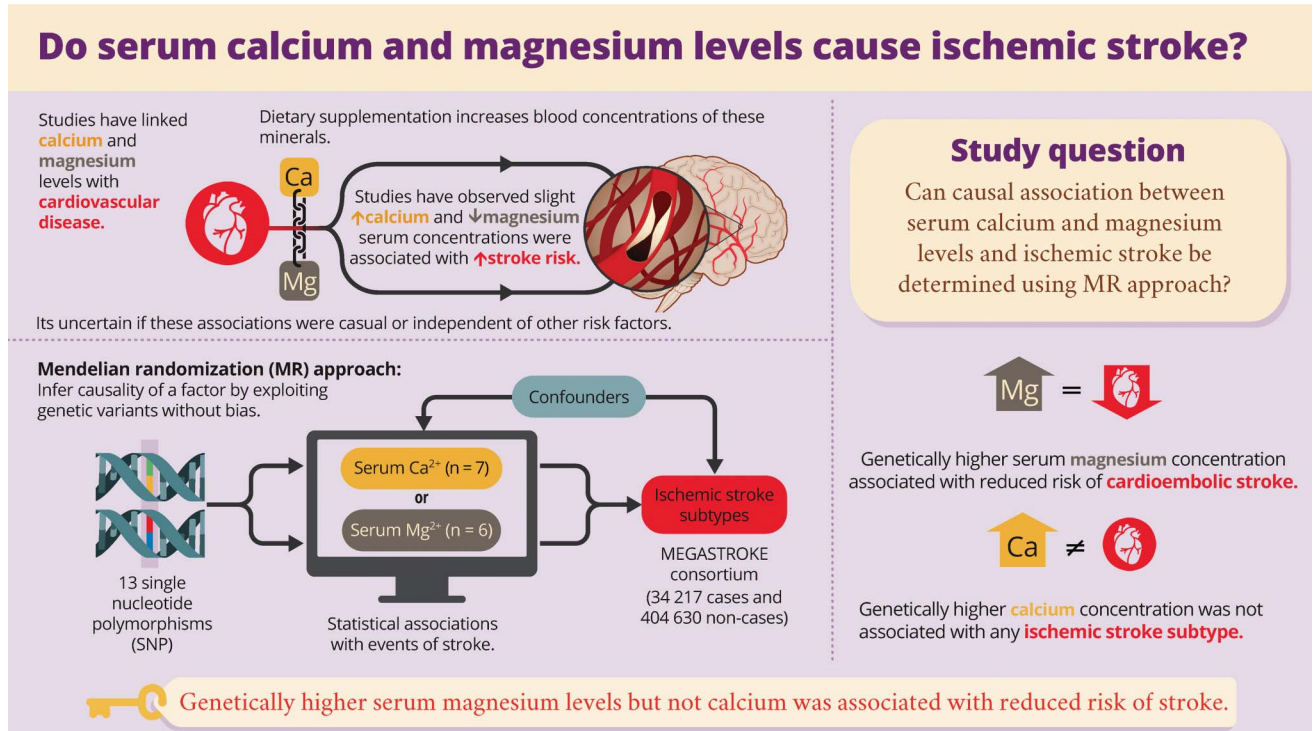 Do serum calcium and magnesium levels cause ischemic stroke?
Studies have linked
calcium and
magnesium
levels with
cardiovascular
disease.
Dietary supplementation increases blood concentrations of these
minerals.
Ca
Mg
Studies have observed slight
↑calcium and ↓magnesium
serum concentrations were
associated with ↑stroke risk.
Its uncertain if these associations were casual or independent of other risk factors.
Mendelian randomization (MR) approach:
Infer causality of a factor by exploiting
genetic variants without bias.
Confounders
Serum Ca²⁺ (n = 7)
or
Serum Mg²⁺ (n = 6)
Ischemic stroke
subtypes
13 single
nucleotide
polymorphisms
(SNP)
Statistical associations
with events of stroke.
MEGASTROKE
consortium
(34 217 cases and
404 630 non-cases)
Study question
Can causal association between
serum calcium and magnesium
levels and ischemic stroke be
determined using MR approach?
Mg =
Genetically higher serum magnesium concentration
associated with reduced risk of cardioembolic stroke.
Ca ≠
Genetically higher calcium concentration was not
associated with any ischemic stroke subtype.
Genetically higher serum magnesium levels but not calcium was associated with reduced risk of stroke.